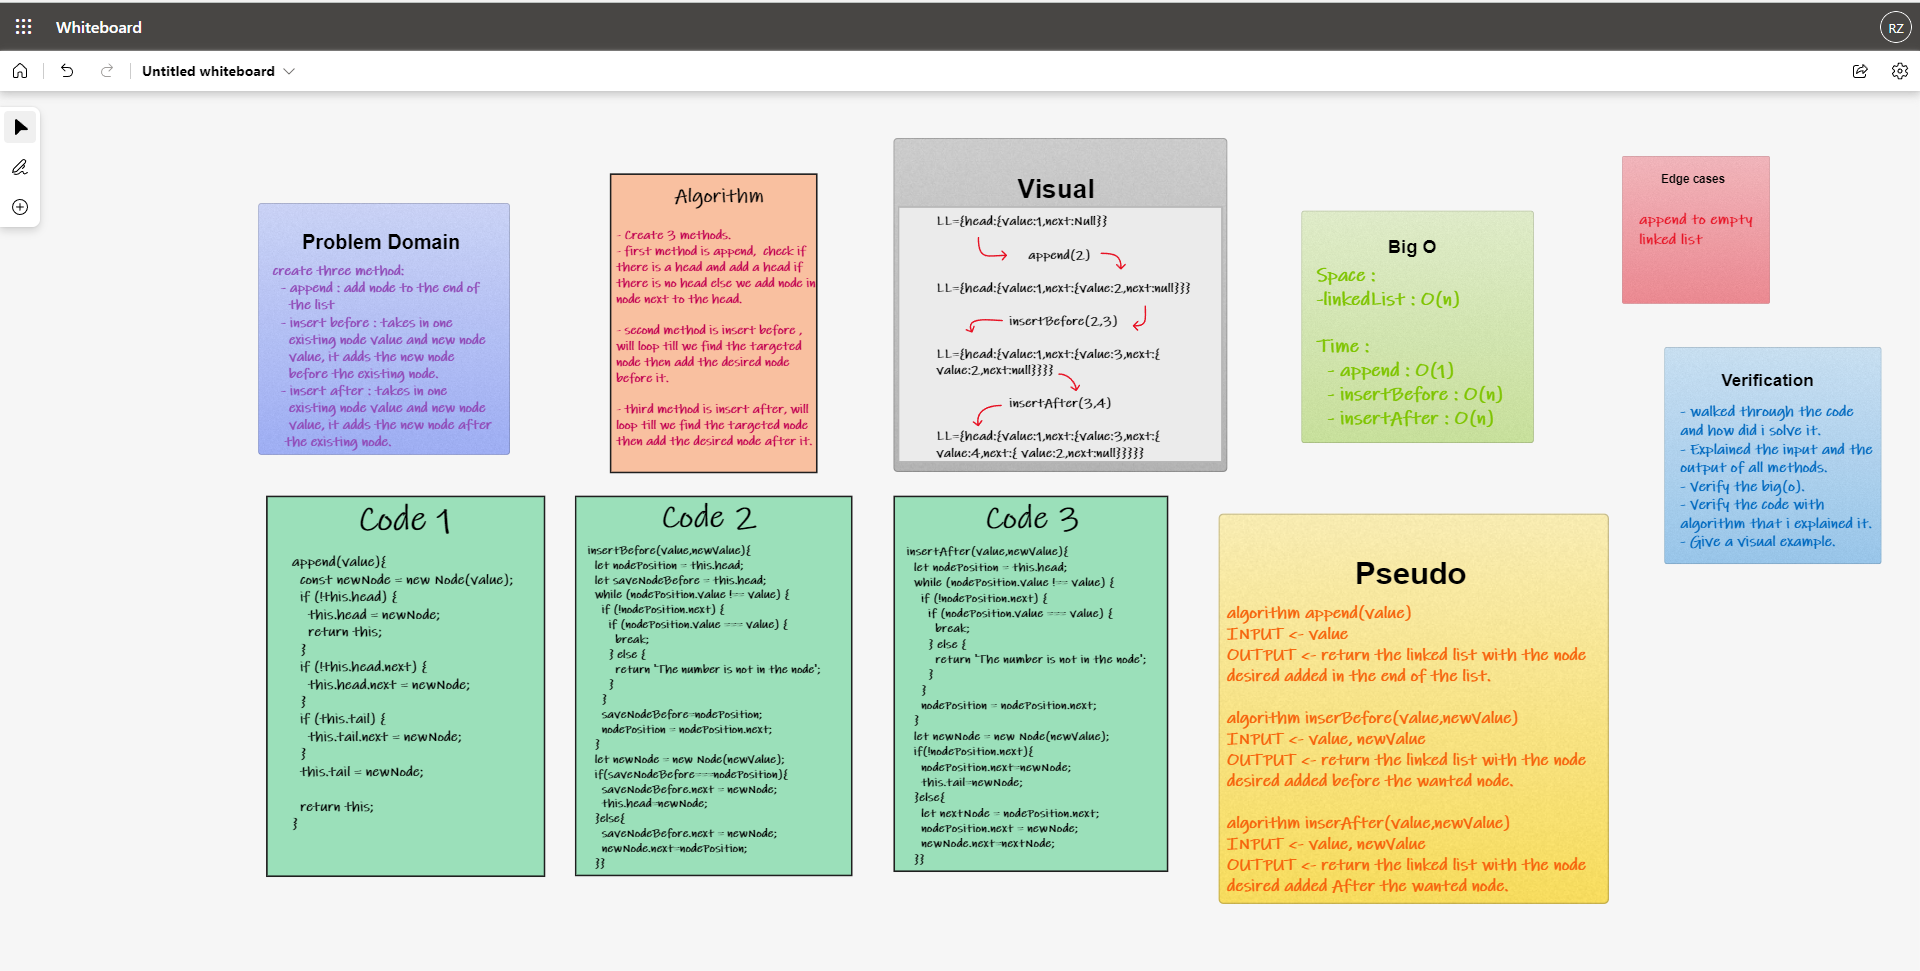 Whiteboard
RZ
Untitled whiteboard
Problem Domain
create three method:
- append : add node to the end of
the list
- insert before : takes in one
existing node value and new node
value, it adds the new node
before the existing node.
- insert after : takes in one
existing node value and new node
value, it adds the new node after
the existing node.
Algorithm
- Create 3 methods.
- first method is append, check if
there is a head and add a head if
there is no head else we add node in
node next to the head.
- second method is insert before ,
will loop till we find the targeted
node then add the desired node
before it.
- third method is insert after, will
loop till we find the targeted node
then add the desired node after it.
Visual
LL={head:{value:1,next:Null}}
append(2)
LL={head:{value:1,next:{value:2,next:null}}}
insertBefore(2,3)
LL={head:{value:1,next:{value:3,next:{
value:2,next:null}}}}
insertAfter(3,4)
LL={head:{value:1,next:{value:3,next:{
value:4,next:{ value:2,next:null}}}}}
Big O
Space :
-linkedList : O(n)
Time :
- append : O(1)
- insertBefore : O(n)
- insertAfter : O(n)
Edge cases
append to empty
linked list
Verification
- walked through the code
and how did i solve it.
- Explained the input and the
output of all methods.
- Verify the big(o).
- Verify the code with
algorithm that i explained it.
- Give a visual example.
Code 1
append(value){
const newNode = new Node(value);
if (!this.head) {
this.head = newNode;
return this;
}
if (!this.head.next) {
this.head.next = newNode;
}
if (this.tail) {
this.tail.next = newNode;
}
this.tail = newNode;
return this;
}
Code 2
insertBefore(value,newValue){
let nodePosition = this.head;
let saveNodeBefore = this.head;
while (nodePosition.value !== value) {
if (!nodePosition.next) {
if (nodePosition.value === value) {
break;
} else {
return 'The number is not in the node';
}
}
saveNodeBefore=nodePosition;
nodePosition = nodePosition.next;
}
let newNode = new Node(newValue);
if(saveNodeBefore===nodePosition){
saveNodeBefore.next = newNode;
this.head=newNode;
}else{
saveNodeBefore.next = newNode;
newNode.next=nodePosition;
}}
Code 3
insertAfter(value,newValue){
let nodePosition = this.head;
while (nodePosition.value !== value) {
if (!nodePosition.next) {
if (nodePosition.value === value) {
break;
} else {
return 'The number is not in the node';
}
}
nodePosition = nodePosition.next;
}
let newNode = new Node(newValue);
if(!nodePosition.next){
nodePosition.next=newNode;
this.tail=newNode;
}else{
let nextNode = nodePosition.next;
nodePosition.next = newNode;
newNode.next=nextNode;
}}
Pseudo
algorithm append(value)
INPUT <- value
OUTPUT <- return the linked list with the node
desired added in the end of the list.
algorithm inserBefore(value,newValue)
INPUT <- value, newValue
OUTPUT <- return the linked list with the node
desired added before the wanted node.
algorithm inserAfter(value,newValue)
INPUT <- value, newValue
OUTPUT <- return the linked list with the node
desired added After the wanted node.